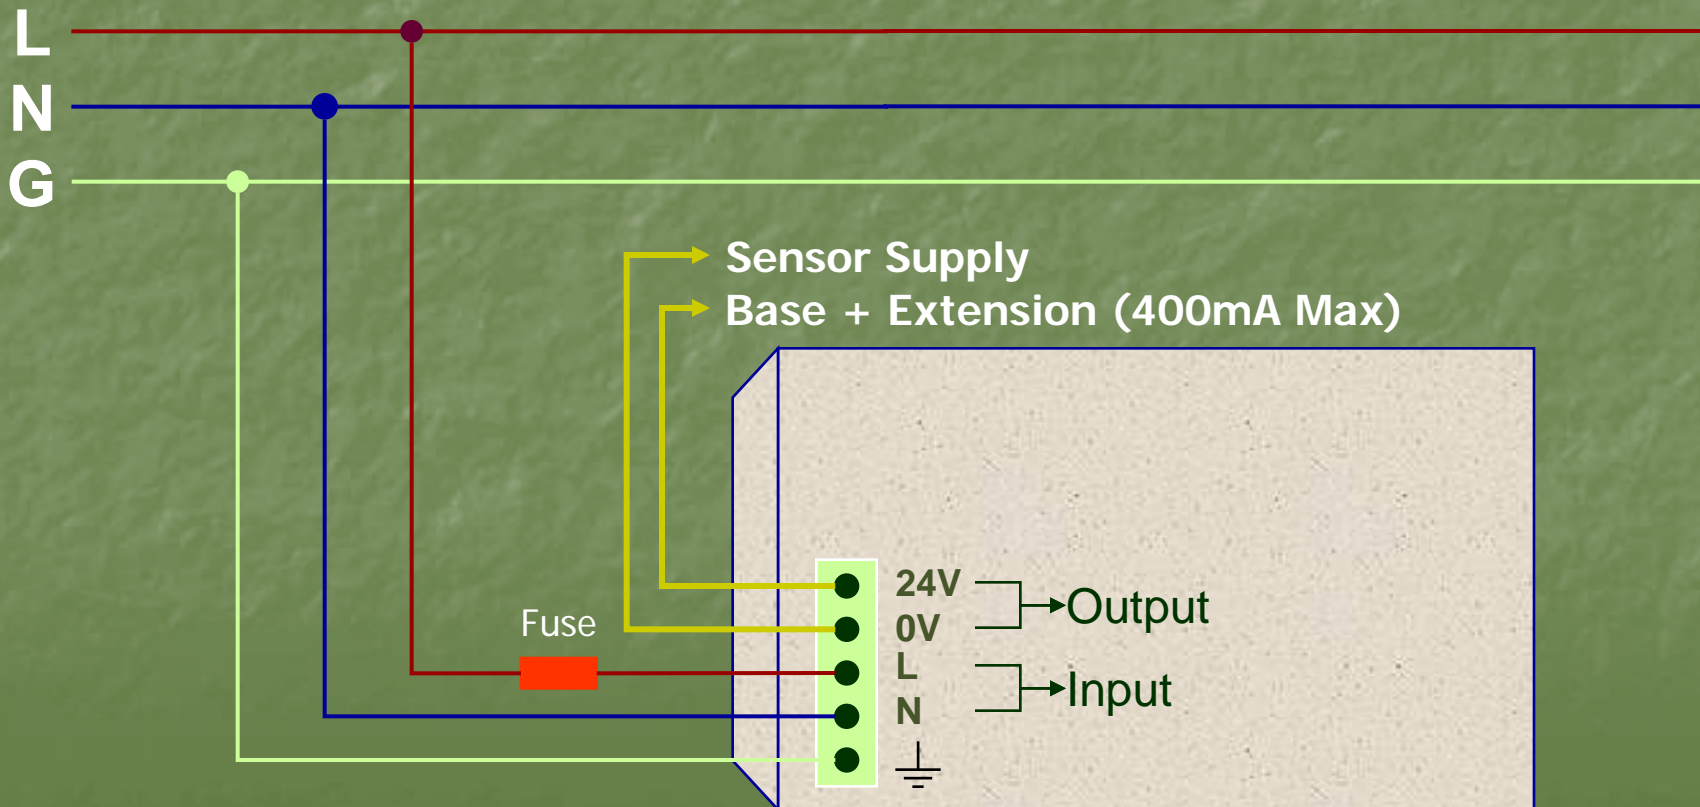 L
N
G
Sensor Supply
Base + Extension (400mA Max)
24V
0V
Output
Fuse
L
N
Input